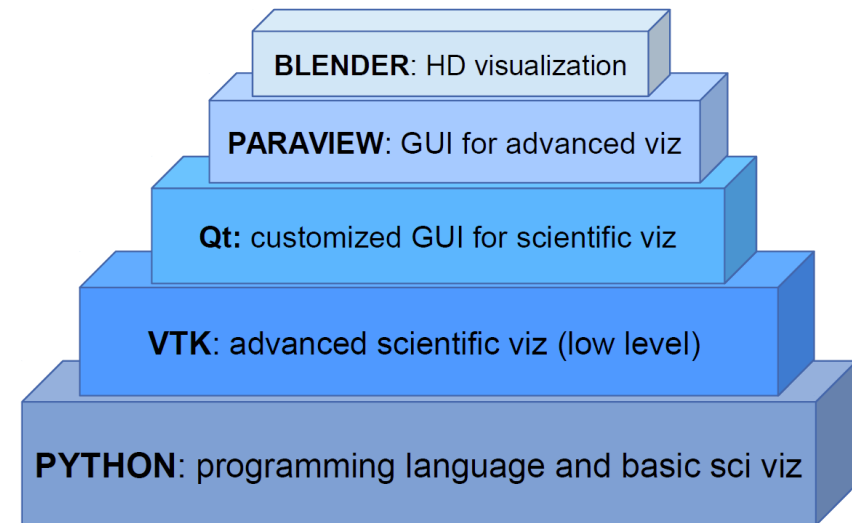 BLENDER: HD visualization
PARAVIEW: GUI for advanced viz
Qt: customized GUI for scientific viz
VTK: advanced scientific viz (low level)
PYTHON: programming language and basic sci viz